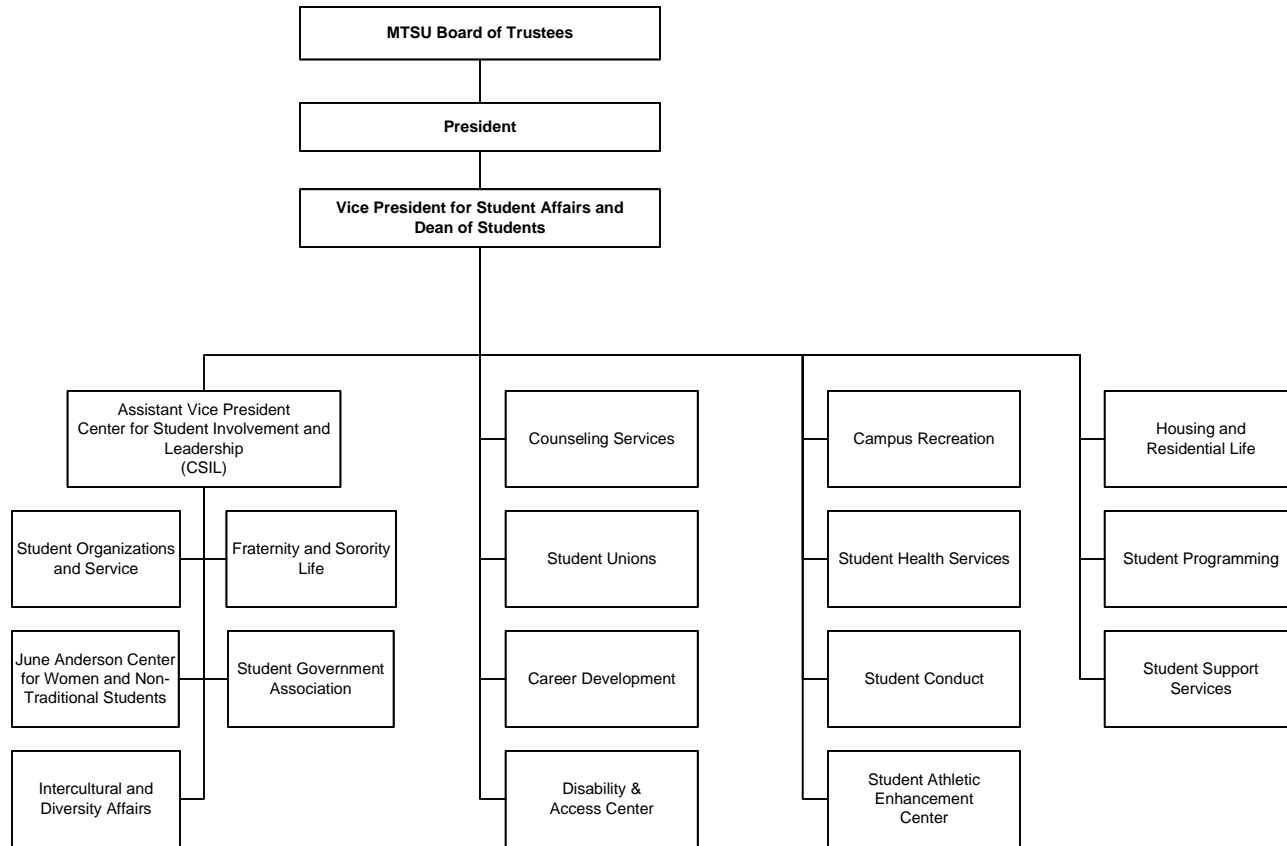 MTSU Board of Trustees
President
Vice President for Student Affairs and
Dean of Students
Assistant Vice President
Center for Student Involvement and
Leadership
(CSIL)
Counseling Services
Campus Recreation
Housing and
Residential Life
Student Organizations
and Service
Fraternity and Sorority
Life
Student Unions
Student Health Services
Student Programming
June Anderson Center
for Women and Non-
Traditional Students
Student Government
Association
Career Development
Student Conduct
Student Support
Services
Intercultural and
Diversity Affairs
Disability &
Access Center
Student Athletic
Enhancement
Center